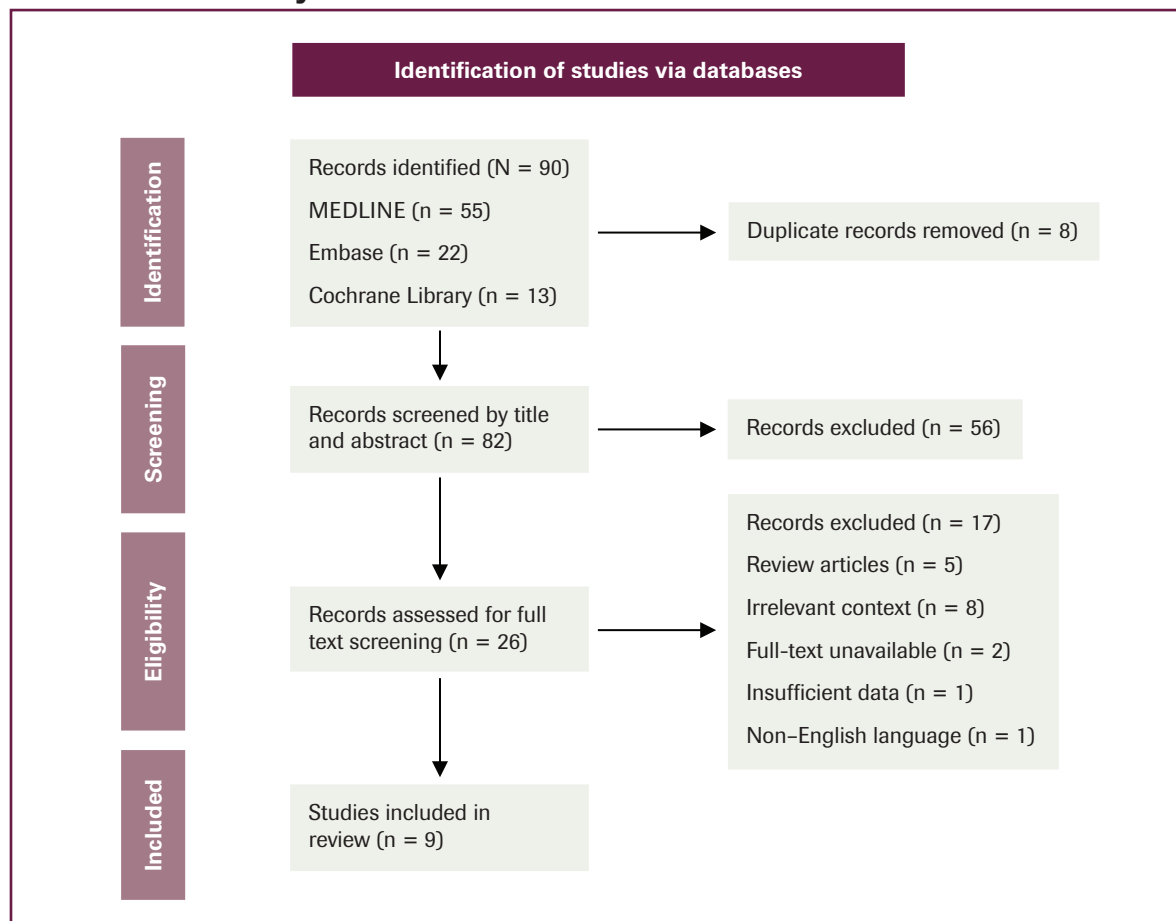 Identification of studies via databases
Identification
Records identified (N = 90)
MEDLINE (n = 55)
Embase (n = 22)
Cochrane Library (n = 13)
Duplicate records removed (n = 8)
Screening
Records screened by title
and abstract (n = 82)
Records excluded (n = 56)
Eligibility
Records assessed for full
text screening (n = 26)
Records excluded (n = 17)
Review articles (n = 5)
Irrelevant context (n = 8)
Full-text unavailable (n = 2)
Insufficient data (n = 1)
Non–English language (n = 1)
Included
Studies included in
review (n = 9)